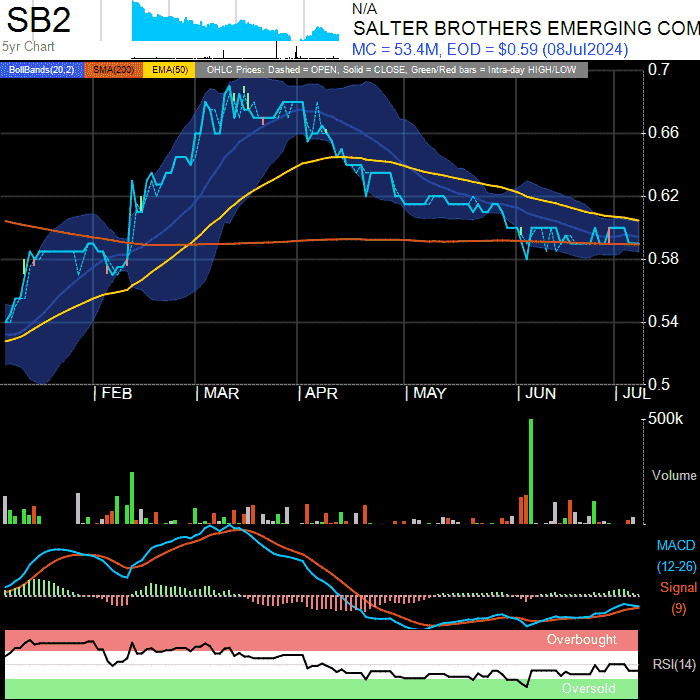 SB2
5yr Chart
N/A
SALTER BROTHERS EMERGING COM
MC = 53.4M, EOD = $0.59 (08Jul2024)
BollBands(20,2) SMA(200) EMA(50) OHLC Prices: Dashed = OPEN, Solid = CLOSE, Green/Red bars = Intra-day HIGH/LOW
0.7
0.66
0.62
0.58
0.54
0.5
| FEB | MAR | APR | MAY | JUN | JUL
500k
Volume
MACD
(12-26)
Signal
(9)
Overbought
RSI(14)
Oversold